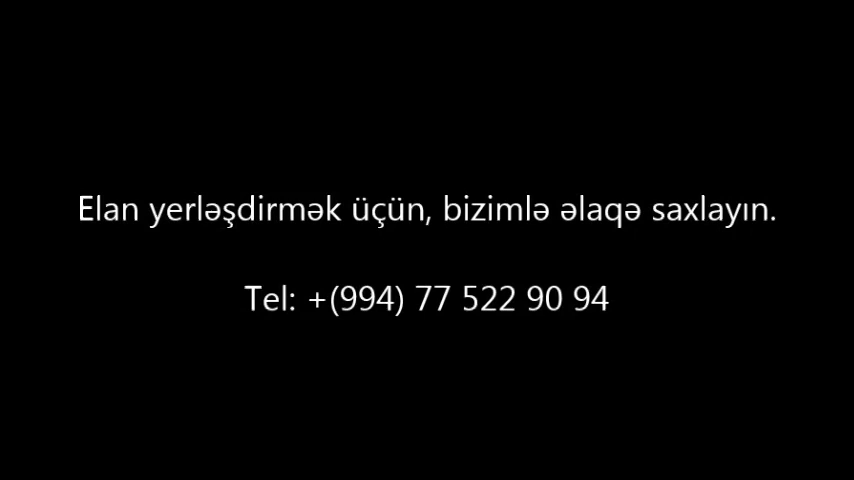 Elan yerləşdirmək üçün, bizimlə əlaqə saxlayın.
Tel: +(994) 77 522 90 94